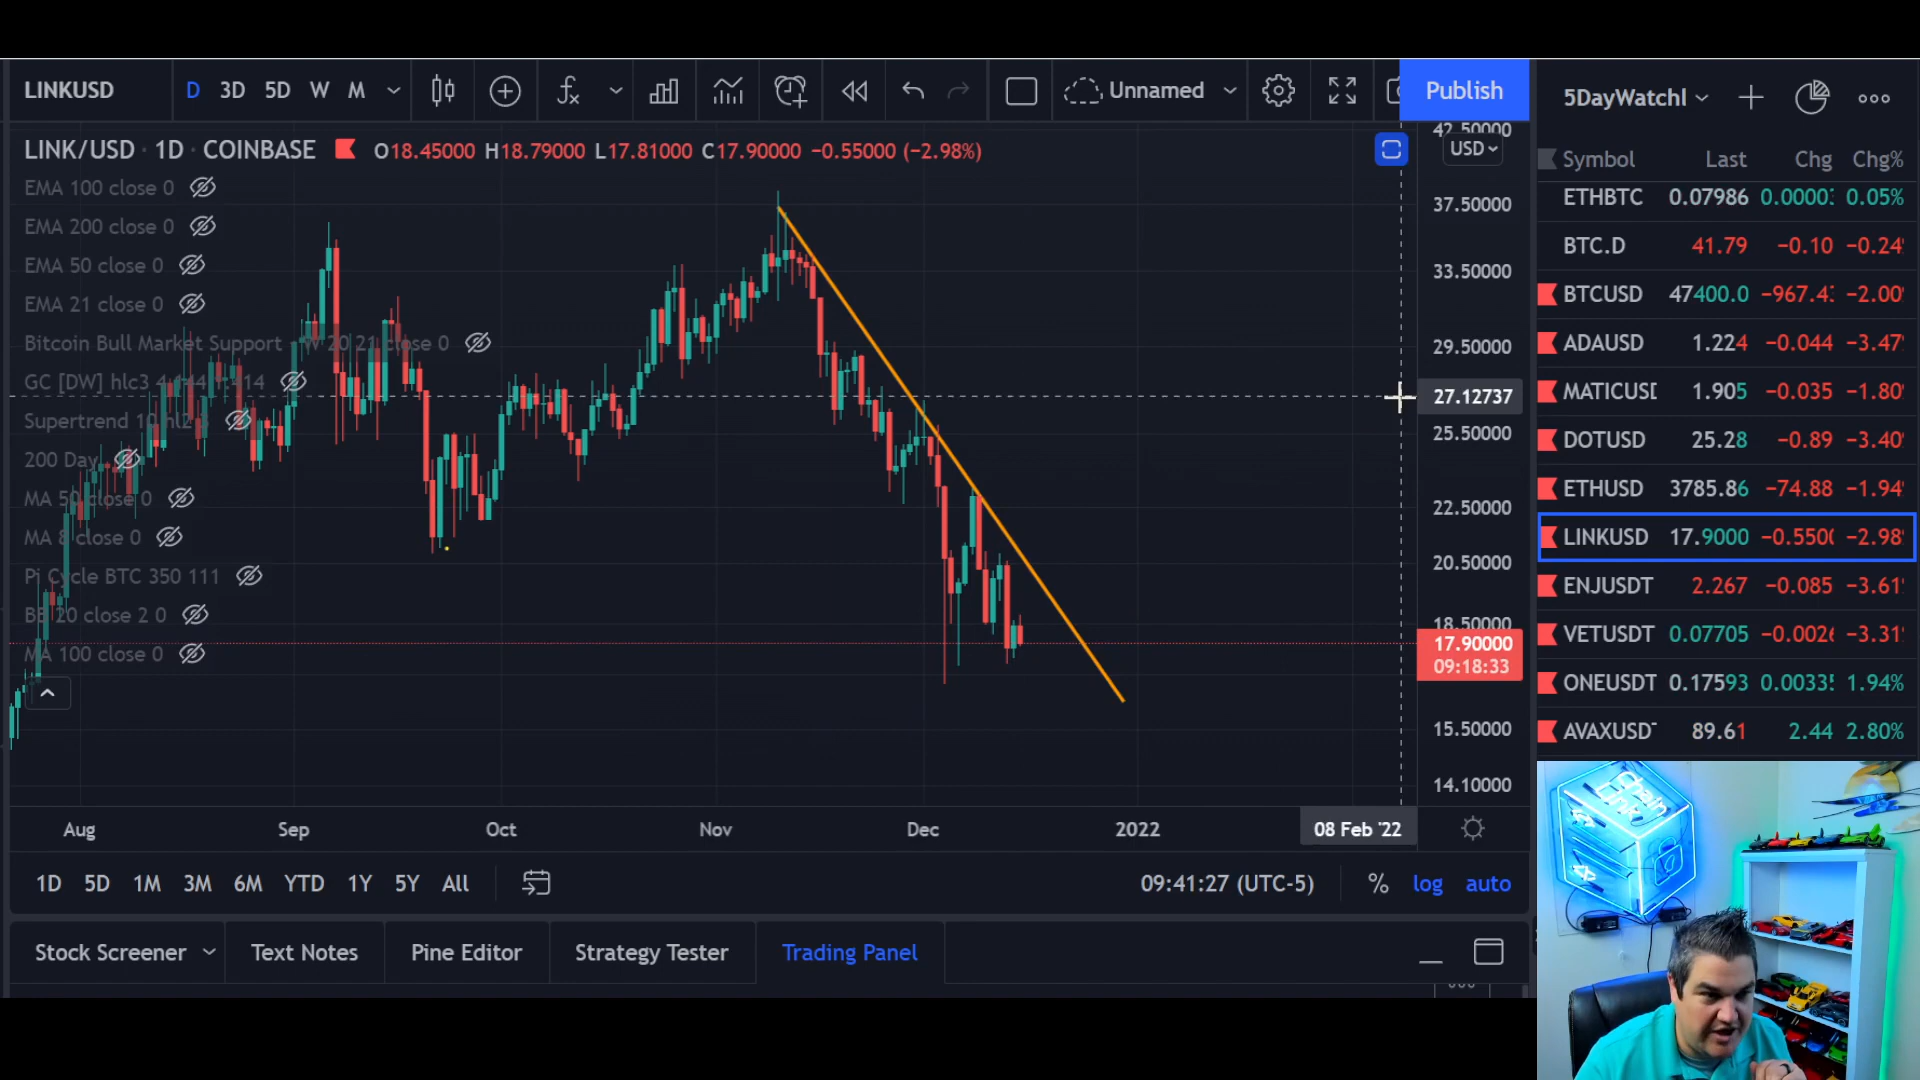 LINKUSD D 3D 5D W M Unnamed Publish
LINK/USD · 1D · COINBASE O18.45000 H18.79000 L17.81000 C17.90000 −0.55000 (−2.98%)
EMA 100 close 0
EMA 200 close 0
EMA 50 close 0
EMA 21 close 0
Bitcoin Bull Market Support W 20 21 close 0
GC [DW] hlc3 4 144
Supertrend 10 hl2 3
200 Day
MA 50 close 0
MA 8 close 0
Pi Cycle BTC 350 111
BB 20 close 2 0
MA 100 close 0
42.50000
USD
37.50000
33.50000
29.50000
27.12737
25.50000
22.50000
20.50000
18.50000
17.90000
09:18:33
15.50000
14.10000
Aug Sep Oct Nov Dec 2022 08 Feb '22
1D 5D 1M 3M 6M YTD 1Y 5Y All 09:41:27 (UTC-5) % log auto
Stock Screener Text Notes Pine Editor Strategy Tester Trading Panel
5DayWatchl
Symbol Last Chg Chg%
ETHBTC 0.07986 0.0000 0.05%
BTC.D 41.79 −0.10 −0.24
BTCUSD 47400.0 −967.4 −2.00
ADAUSD 1.224 −0.044 −3.47
MATICUSD 1.905 −0.035 −1.80
DOTUSD 25.28 −0.89 −3.40
ETHUSD 3785.86 −74.88 −1.94
LINKUSD 17.9000 −0.550 −2.98
ENJUSDT 2.267 −0.085 −3.61
VETUSDT 0.07705 −0.002 −3.31
ONEUSDT 0.17593 0.0033 1.94%
AVAXUSDT 89.61 2.44 2.80%
Chain
Link